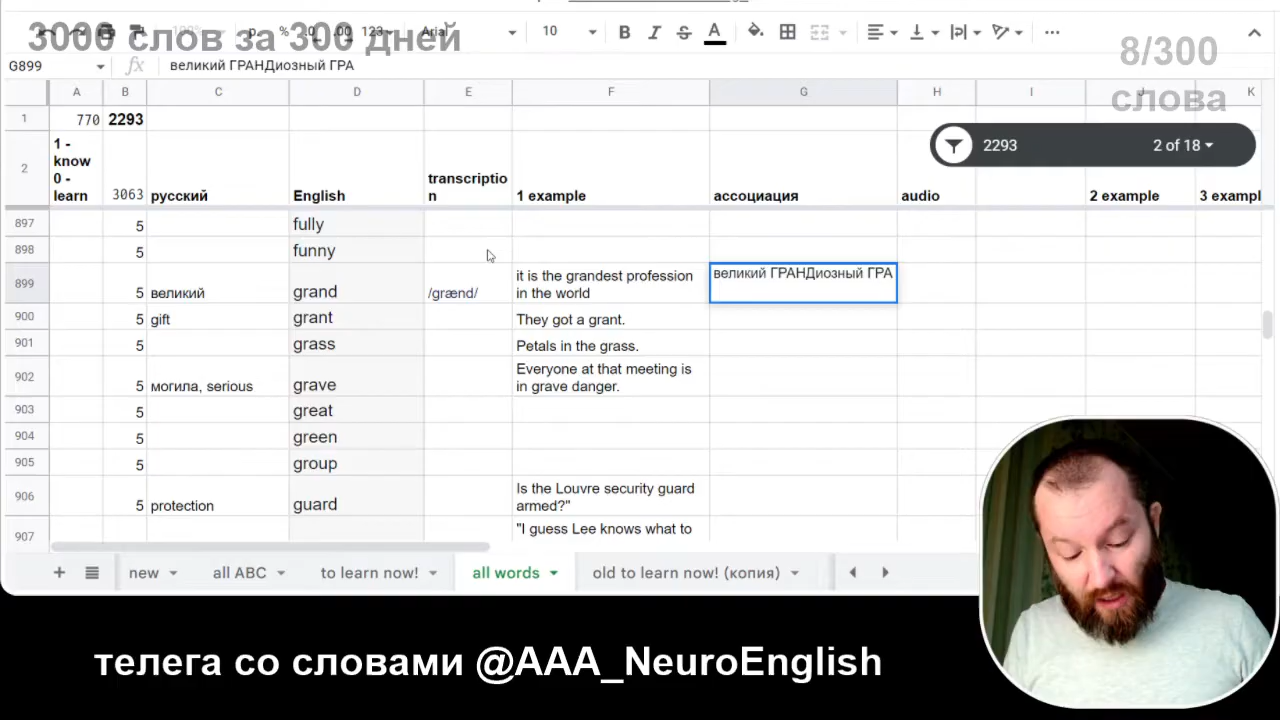 3000 слов за 300 дней
8/300
слова
.0 .00 123
10 B I S A
G899 fx великий ГРАНДиозный ГРА
A B C D E F G H I J K
1 770 2293
2293 2 of 18
2 1 - know 0 - learn 3063 русский English transcription 1 example ассоциация audio 2 example 3 exampl
897 5 fully
898 5 funny
899 5 великий grand /grænd/ it is the grandest profession in the world великий ГРАНДиозный ГРА
900 5 gift grant They got a grant.
901 5 grass Petals in the grass.
902 5 могила, serious grave Everyone at that meeting is in grave danger.
903 5 great
904 5 green
905 5 group
906 5 protection guard Is the Louvre security guard armed?"
907 "I guess Lee knows what to
+ new all ABC to learn now! all words old to learn now! (копия)
телега со словами @AAA_NeuroEnglish